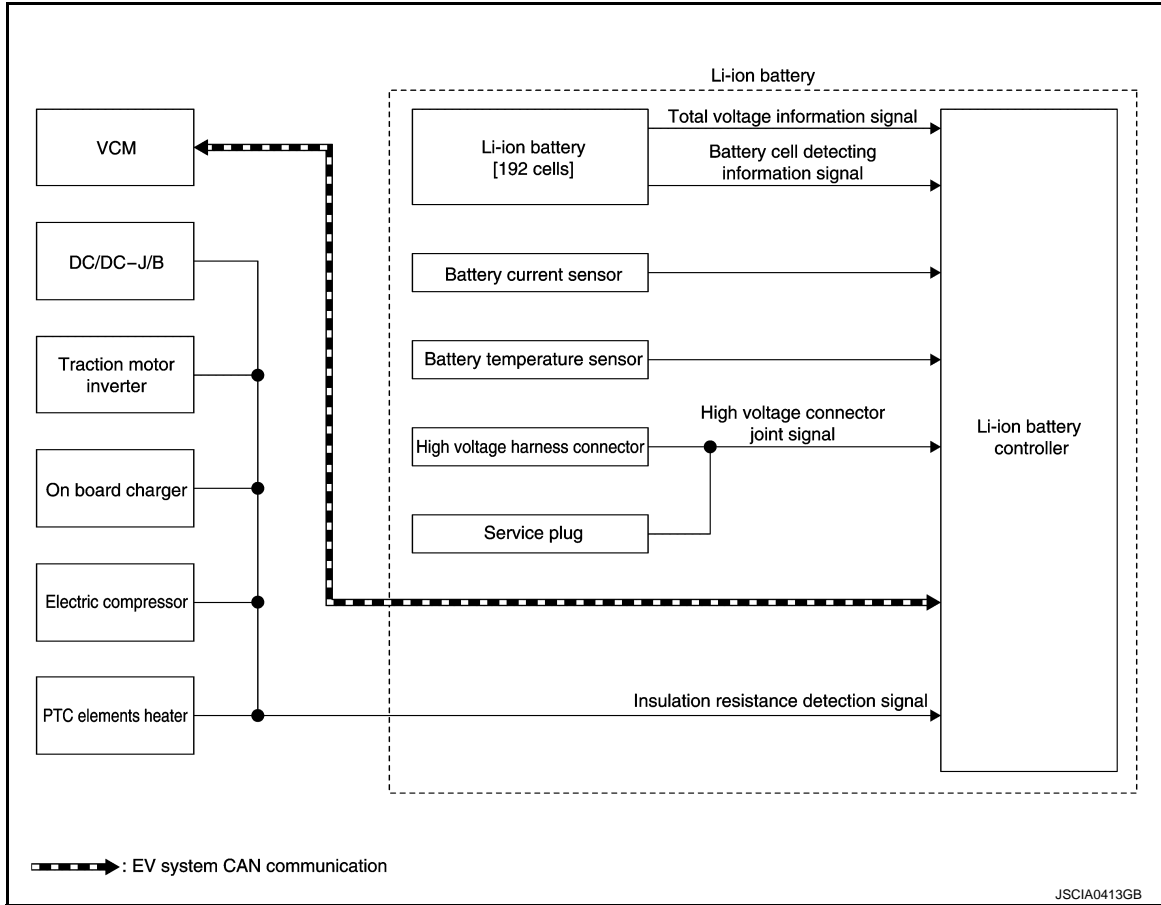 Li-ion battery
VCM
DC/DC–J/B
Traction motor
inverter
On board charger
Electric compressor
PTC elements heater
Li-ion battery
[192 cells]
Total voltage information signal
Battery cell detecting
information signal
Battery current sensor
Battery temperature sensor
High voltage harness connector
High voltage connector
joint signal
Service plug
Li-ion battery
controller
Insulation resistance detection signal
: EV system CAN communication
JSCIA0413GB